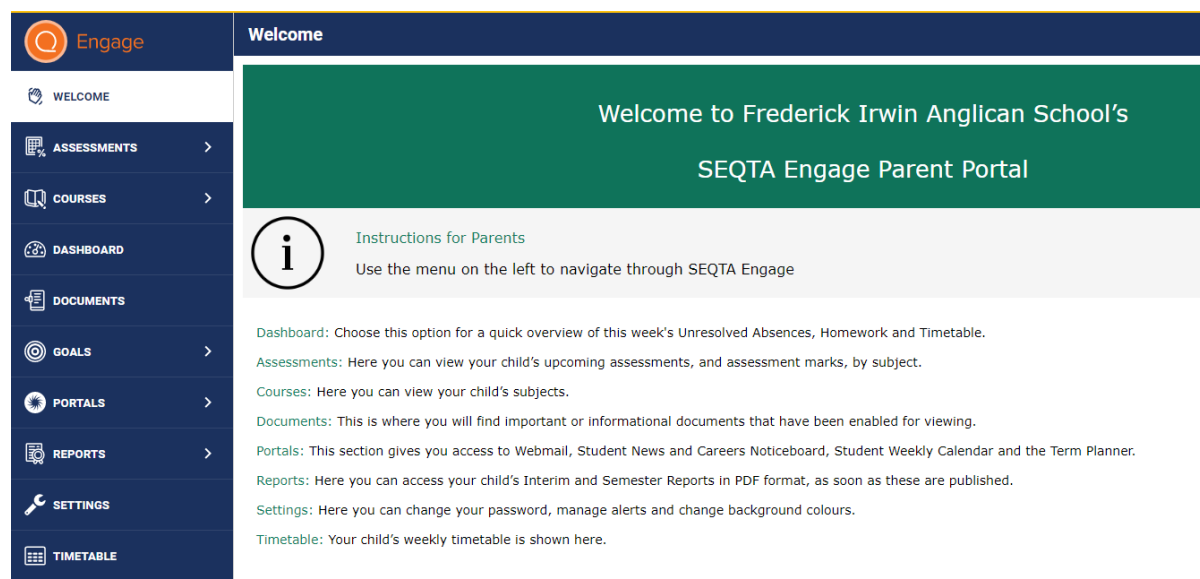 Engage
WELCOME
ASSESSMENTS
COURSES
DASHBOARD
DOCUMENTS
GOALS
PORTALS
REPORTS
SETTINGS
TIMETABLE
Welcome
Welcome to Frederick Irwin Anglican School's
SEQTA Engage Parent Portal
i
Instructions for Parents
Use the menu on the left to navigate through SEQTA Engage
Dashboard: Choose this option for a quick overview of this week's Unresolved Absences, Homework and Timetable.
Assessments: Here you can view your child's upcoming assessments, and assessment marks, by subject.
Courses: Here you can view your child's subjects.
Documents: This is where you will find important or informational documents that have been enabled for viewing.
Portals: This section gives you access to Webmail, Student News and Careers Noticeboard, Student Weekly Calendar and the Term Planner.
Reports: Here you can access your child's Interim and Semester Reports in PDF format, as soon as these are published.
Settings: Here you can change your password, manage alerts and change background colours.
Timetable: Your child's weekly timetable is shown here.